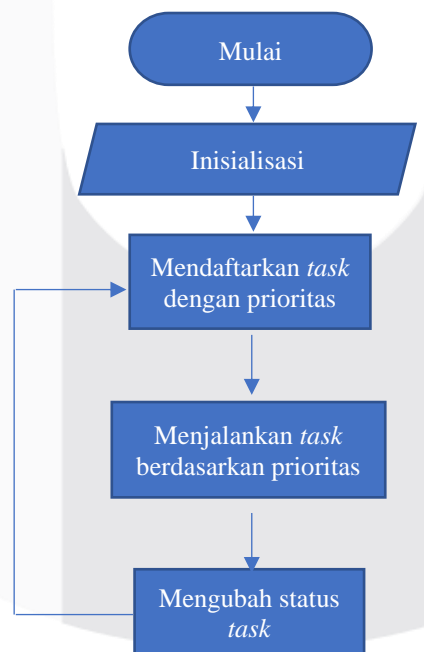 Mulai
Inisialisasi
Mendaftarkan task
dengan prioritas
Menjalankan task
berdasarkan prioritas
Mengubah status
task